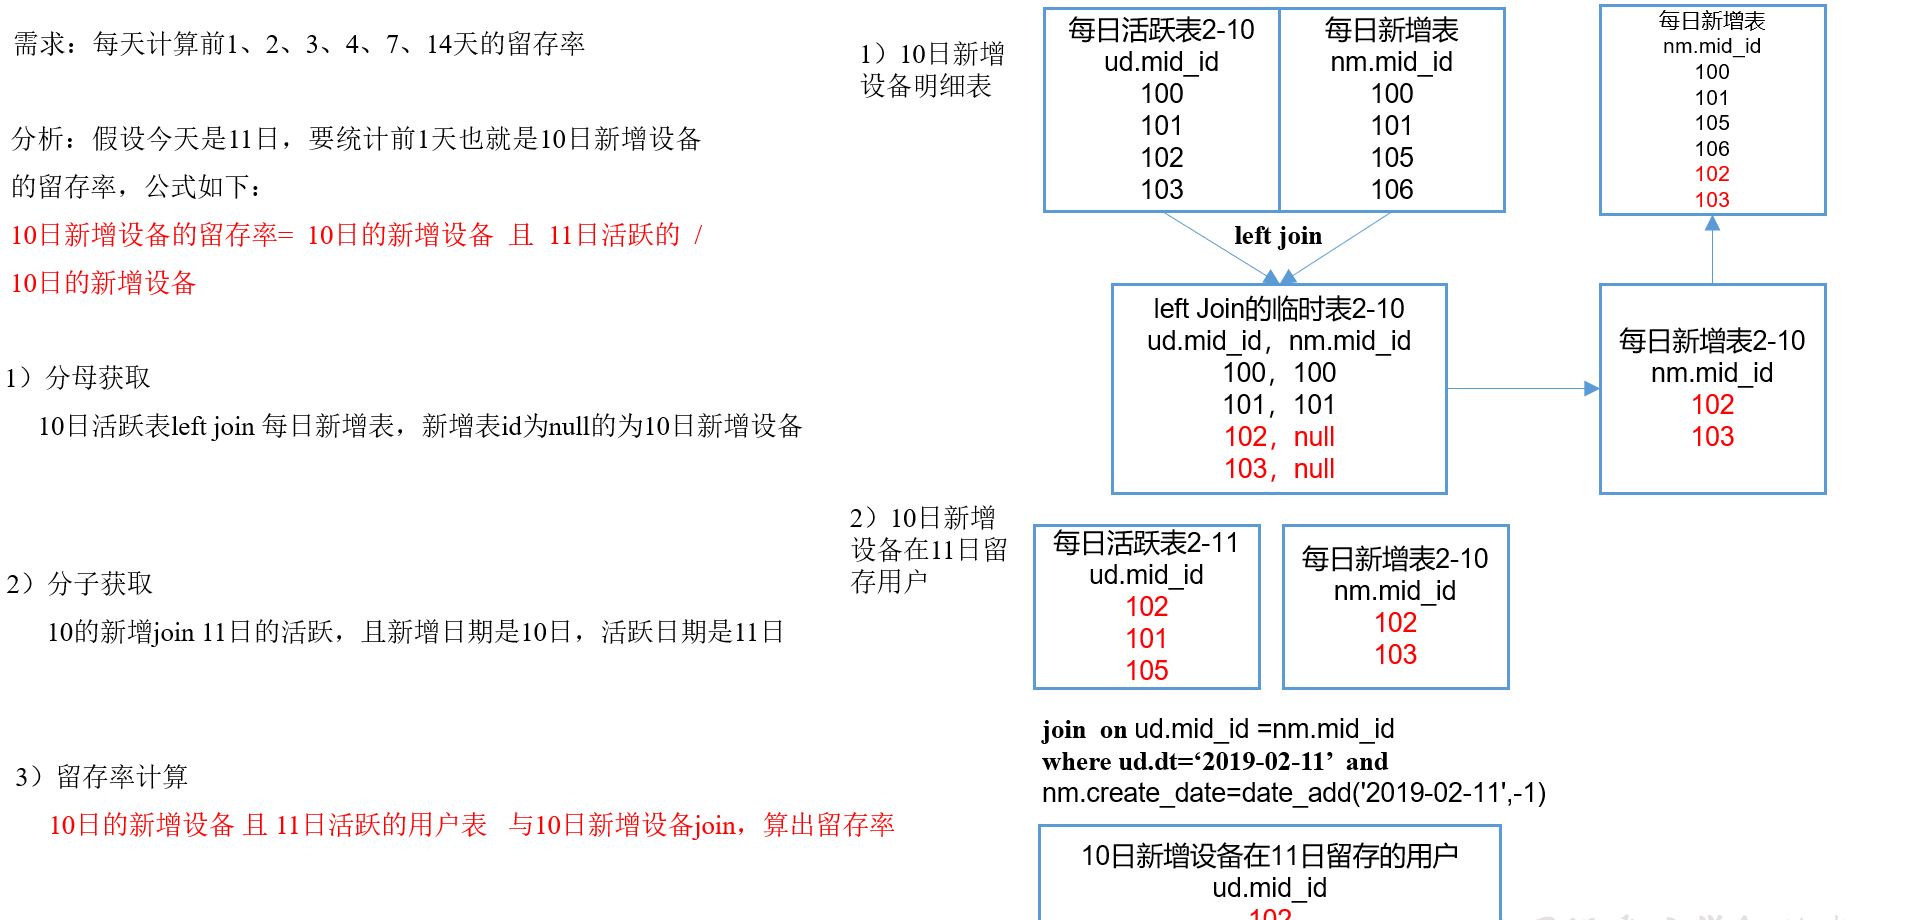 需求：每天计算前1、2、3、4、7、14天的留存率
分析：假设今天是11日，要统计前1天也就是10日新增设备
的留存率，公式如下：
10日新增设备的留存率= 10日的新增设备 且 11日活跃的 /
10日的新增设备
1）分母获取
10日活跃表left join 每日新增表，新增表id为null的为10日新增设备
2）分子获取
10的新增join 11日的活跃，且新增日期是10日，活跃日期是11日
3）留存率计算
10日的新增设备 且 11日活跃的用户表 与10日新增设备join，算出留存率
1）10日新增
设备明细表
每日活跃表2-10
ud.mid_id
100
101
102
103
每日新增表
nm.mid_id
100
101
105
106
left join
left Join的临时表2-10
ud.mid_id，nm.mid_id
100，100
101，101
102，null
103，null
每日新增表2-10
nm.mid_id
102
103
每日新增表
nm.mid_id
100
101
105
106
102
103
2）10日新增
设备在11日留
存用户
每日活跃表2-11
ud.mid_id
102
101
105
每日新增表2-10
nm.mid_id
102
103
join on ud.mid_id =nm.mid_id
where ud.dt=‘2019-02-11’ and
nm.create_date=date_add('2019-02-11',-1)
10日新增设备在11日留存的用户
ud.mid_id
102